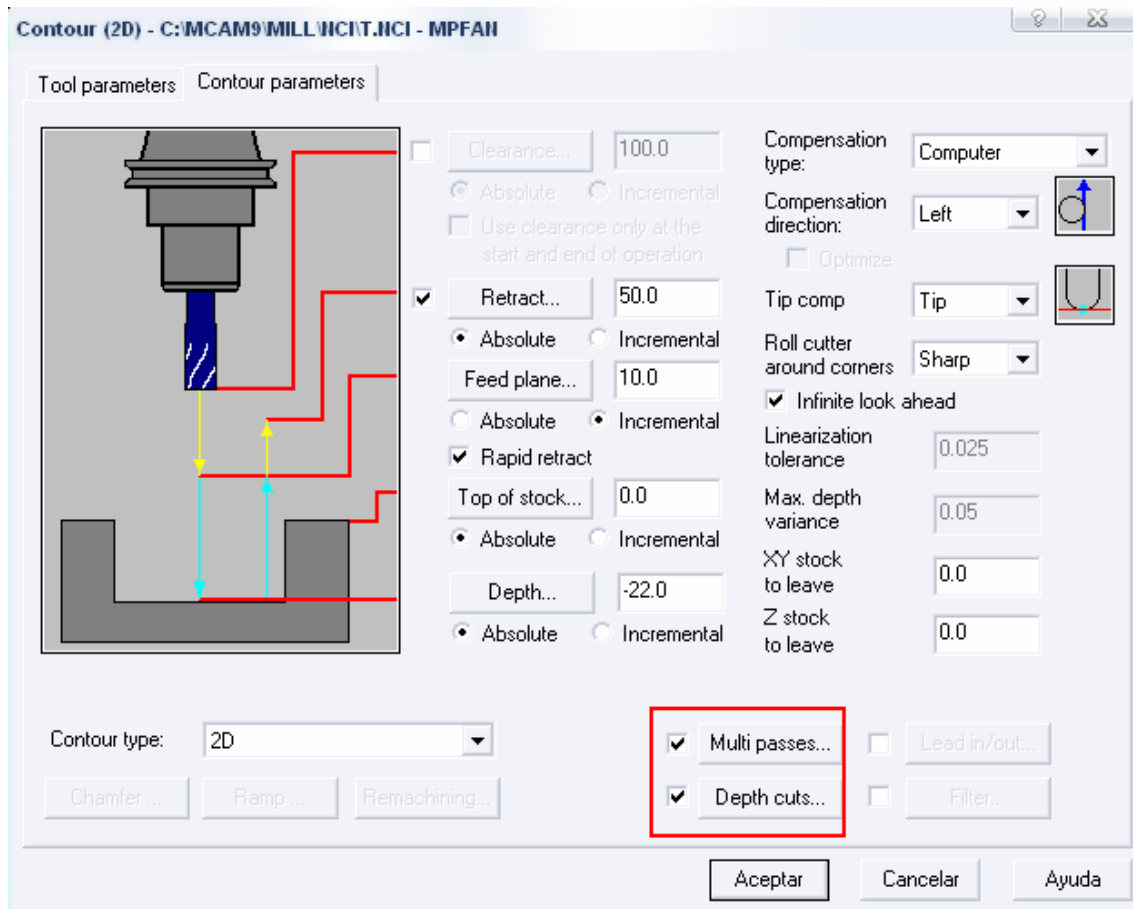 Contour (2D) - C:\MCAM9\MILL\NCI\T.NCI - MPFAN
Tool parameters
Contour parameters
Clearance...
100.0
Absolute
Incremental
Use clearance only at the
start and end of operation
Retract...
50.0
Absolute
Incremental
Feed plane...
10.0
Absolute
Incremental
Rapid retract
Top of stock...
0.0
Absolute
Incremental
Depth...
-22.0
Absolute
Incremental
Compensation
type:
Computer
Compensation
direction:
Left
Optimize
Tip comp
Tip
Roll cutter
around corners
Sharp
Infinite look ahead
Linearization
tolerance
0.025
Max. depth
variance
0.05
XY stock
to leave
0.0
Z stock
to leave
0.0
Contour type:
2D
Multi passes...
Lead in/out...
Chamfer ...
Ramp ...
Remachining...
Depth cuts...
Filter...
Aceptar
Cancelar
Ayuda